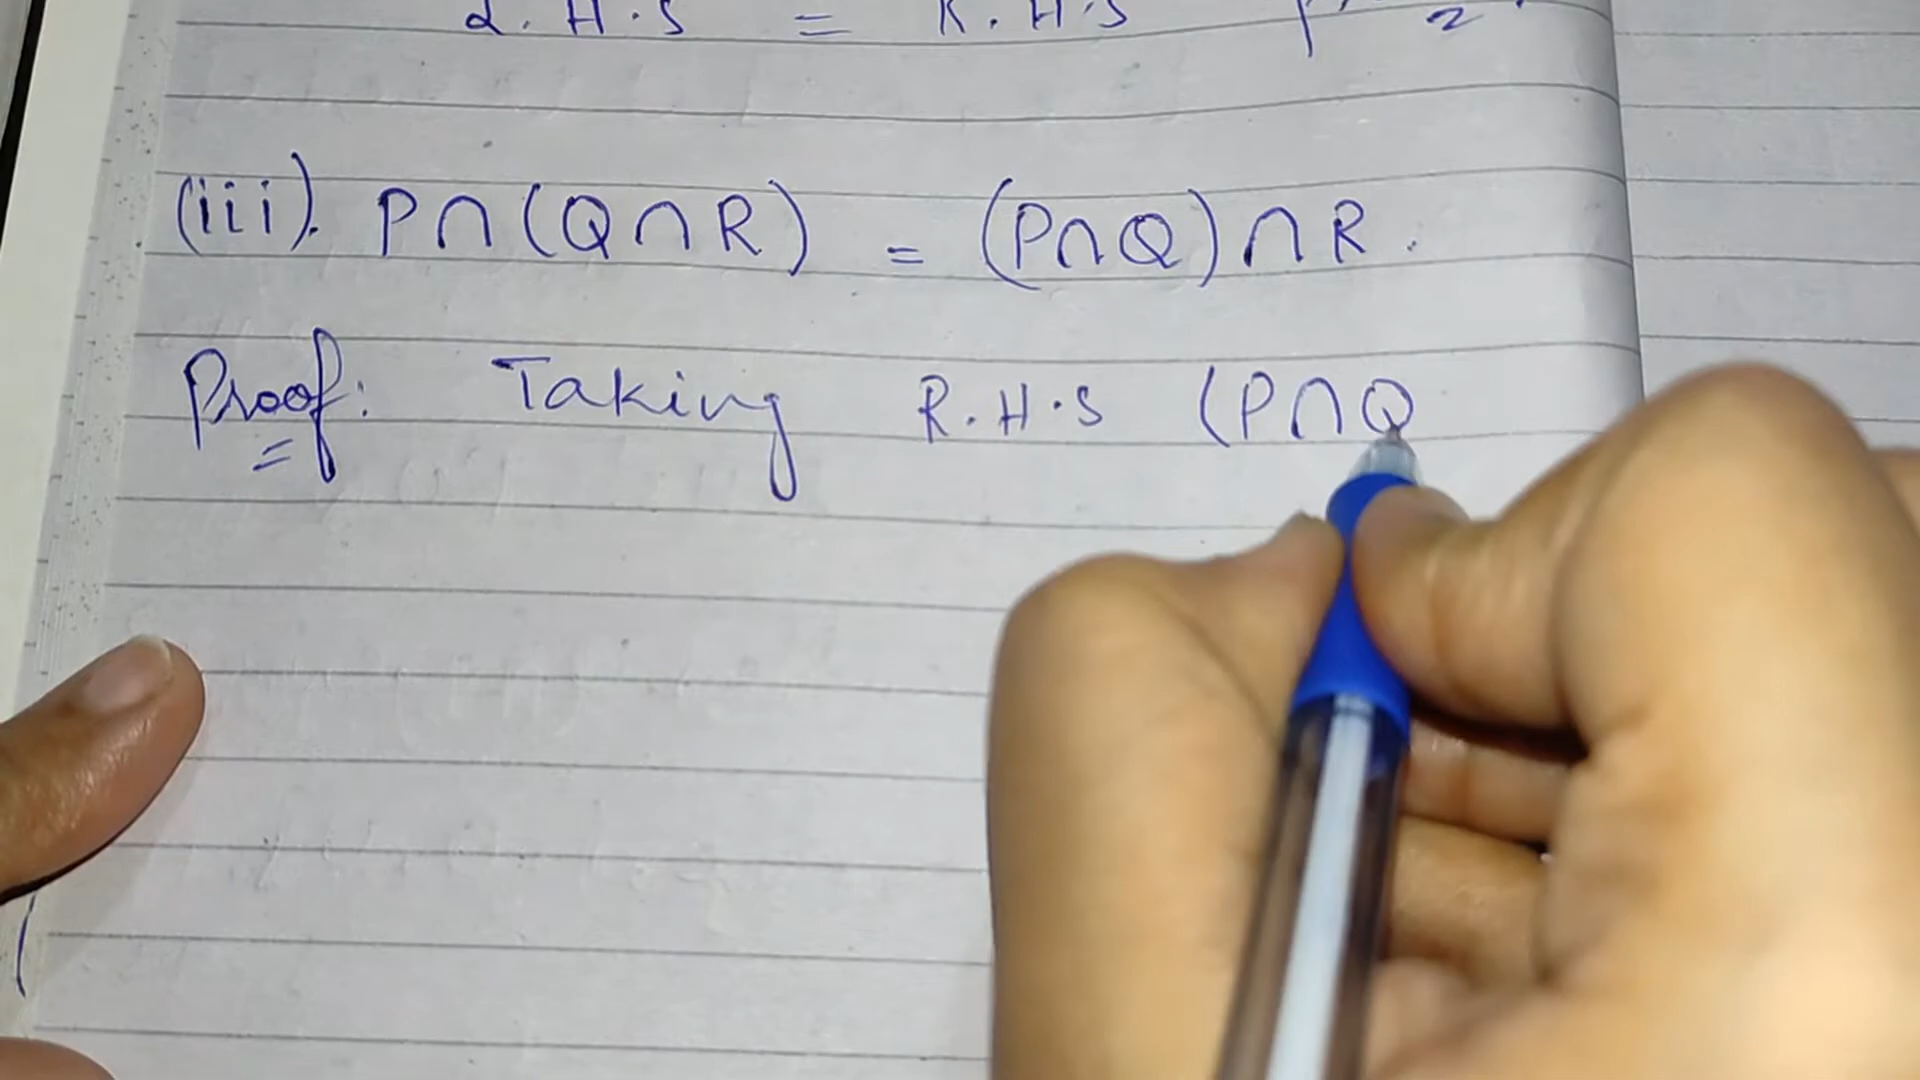 L.H.S = R.H.S
(iii). P∩(Q∩R) = (P∩Q)∩R.
Proof: Taking R.H.S (P∩Q